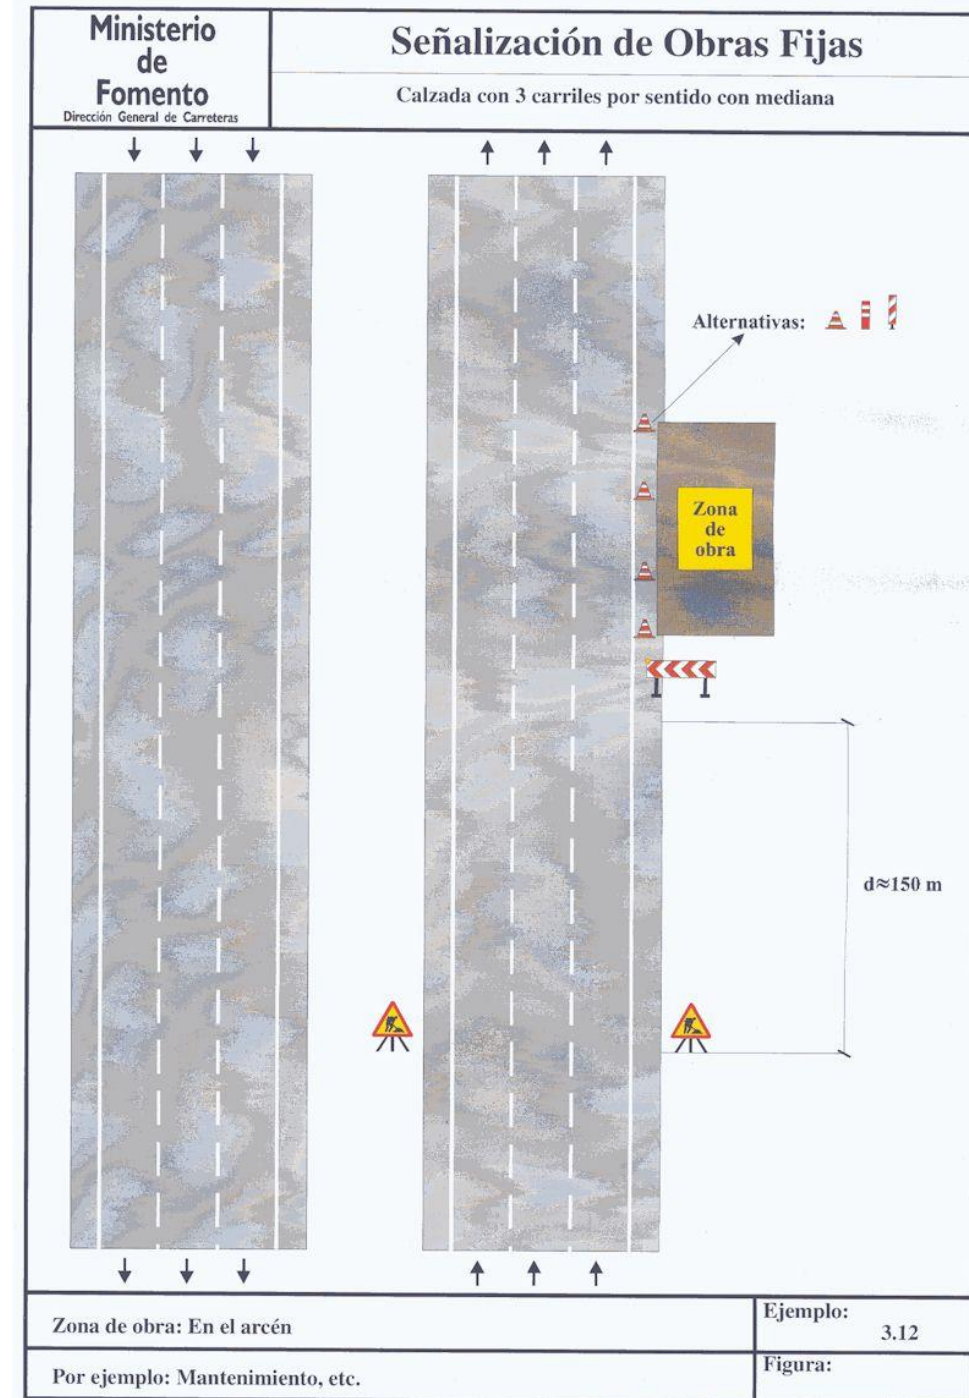 Ministerio
de
Fomento
Dirección General de Carreteras
Señalización de Obras Fijas
Calzada con 3 carriles por sentido con mediana
Alternativas:
Zona
de
obra
d≈150 m
Zona de obra: En el arcén
Ejemplo:
3.12
Por ejemplo: Mantenimiento, etc.
Figura: